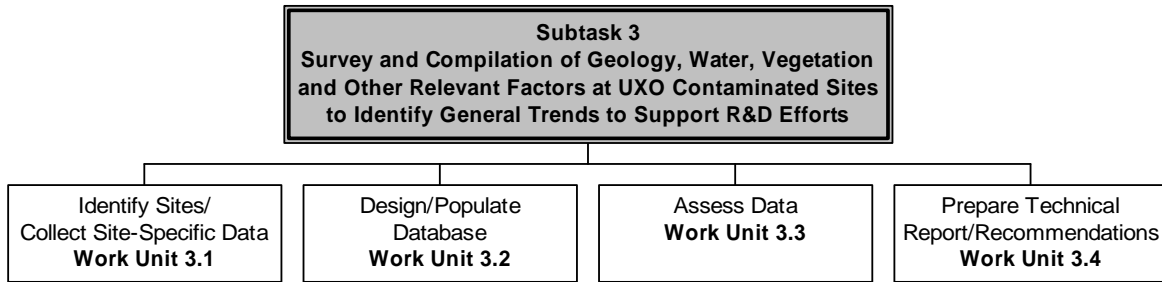 Subtask 3
Survey and Compilation of Geology, Water, Vegetation
and Other Relevant Factors at UXO Contaminated Sites
to Identify General Trends to Support R&D Efforts
Identify Sites/
Collect Site-Specific Data
Work Unit 3.1
Design/Populate
Database
Work Unit 3.2
Assess Data
Work Unit 3.3
Prepare Technical
Report/Recommendations
Work Unit 3.4